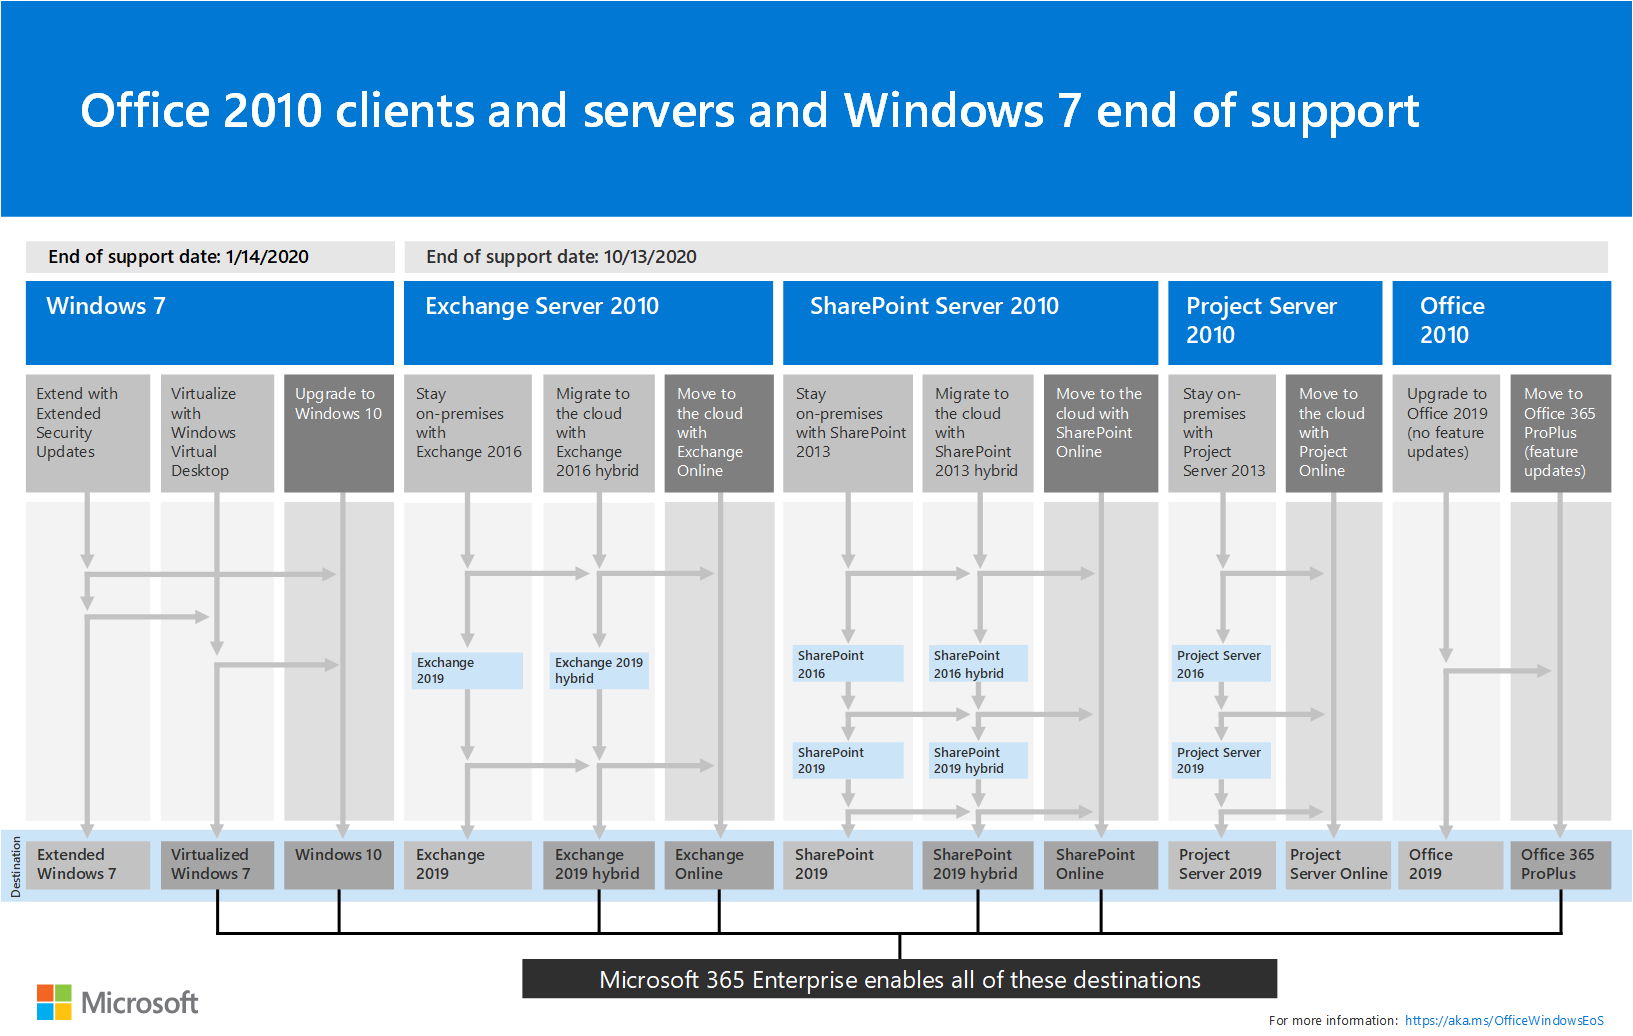 Office 2010 clients and servers and Windows 7 end of support
End of support date: 1/14/2020
End of support date: 10/13/2020
Windows 7
Exchange Server 2010
SharePoint Server 2010
Project Server
2010
Office
2010
Extend with
Extended
Security
Updates
Virtualize
with
Windows
Virtual
Desktop
Upgrade to
Windows 10
Stay
on-premises
with
Exchange 2016
Migrate to
the cloud
with
Exchange
2016 hybrid
Move to
the cloud
with
Exchange
Online
Stay
on-premises
with SharePoint
2013
Migrate to
the cloud
with
SharePoint
2013 hybrid
Move to the
cloud with
SharePoint
Online
Stay on-
premises
with
Project
Server 2013
Move to
the cloud
with
Project
Online
Upgrade to
Office 2019
(no feature
updates)
Move to
Office 365
ProPlus
(feature
updates)
Exchange
2019
Exchange 2019
hybrid
SharePoint
2016
SharePoint
2016 hybrid
Project Server
2016
SharePoint
2019
SharePoint
2019 hybrid
Project Server
2019
Destination
Extended
Windows 7
Virtualized
Windows 7
Windows 10
Exchange
2019
Exchange
2019 hybrid
Exchange
Online
SharePoint
2019
SharePoint
2019 hybrid
SharePoint
Online
Project
Server 2019
Project
Server Online
Office
2019
Office 365
ProPlus
Microsoft 365 Enterprise enables all of these destinations
Microsoft
For more information: https://aka.ms/OfficeWindowsEoS